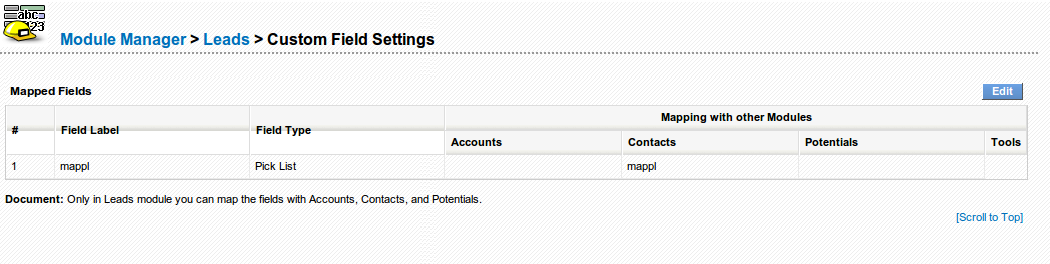 abc
123
Module Manager > Leads > Custom Field Settings
Mapped Fields
Edit
# Field Label Field Type Mapping with other Modules
Accounts Contacts Potentials Tools
1 mappl Pick List mappl
Document: Only in Leads module you can map the fields with Accounts, Contacts, and Potentials.
[Scroll to Top]